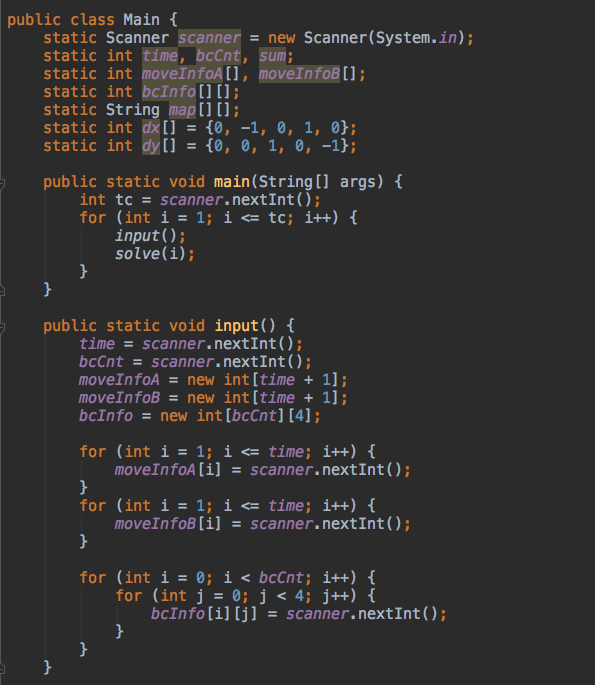 public class Main {
    static Scanner scanner = new Scanner(System.in);
    static int time, bcCnt, sum;
    static int moveInfoA[], moveInfoB[];
    static int bcInfo[][];
    static String map[][];
    static int dx[] = {0, -1, 0, 1, 0};
    static int dy[] = {0, 0, 1, 0, -1};

    public static void main(String[] args) {
        int tc = scanner.nextInt();
        for (int i = 1; i <= tc; i++) {
            input();
            solve(i);
        }
    }

    public static void input() {
        time = scanner.nextInt();
        bcCnt = scanner.nextInt();
        moveInfoA = new int[time + 1];
        moveInfoB = new int[time + 1];
        bcInfo = new int[bcCnt][4];

        for (int i = 1; i <= time; i++) {
            moveInfoA[i] = scanner.nextInt();
        }
        for (int i = 1; i <= time; i++) {
            moveInfoB[i] = scanner.nextInt();
        }

        for (int i = 0; i < bcCnt; i++) {
            for (int j = 0; j < 4; j++) {
                bcInfo[i][j] = scanner.nextInt();
            }
        }
    }